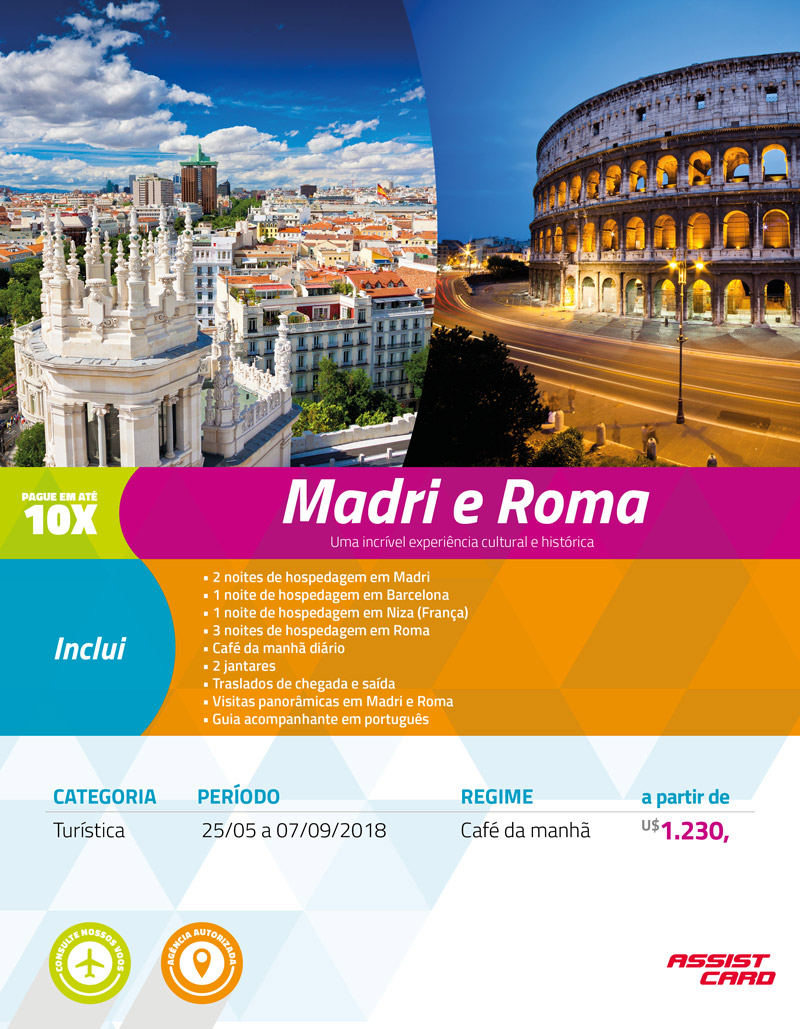 PAGUE EM ATÉ
10X
Madri e Roma
Uma incrível experiência cultural e histórica
Inclui
• 2 noites de hospedagem em Madri
• 1 noite de hospedagem em Barcelona
• 1 noite de hospedagem em Niza (França)
• 3 noites de hospedagem em Roma
• Café da manhã diário
• 2 jantares
• Traslados de chegada e saída
• Visitas panorâmicas em Madri e Roma
• Guia acompanhante em português
CATEGORIA PERÍODO REGIME a partir de
Turística 25/05 a 07/09/2018 Café da manhã U$1.230,
CONSULTE NOSSOS VOOS
AGÊNCIA AUTORIZADA
ASSIST
CARD